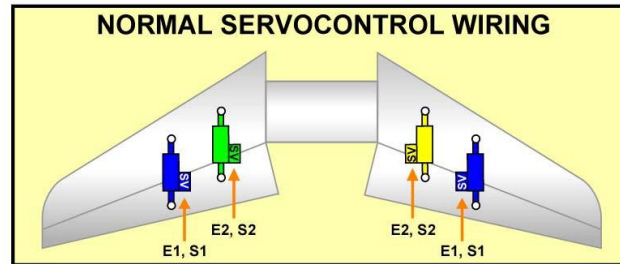 NORMAL SERVOCONTROL WIRING
SV
SV
SV
SV
E2, S2
E2, S2
E1, S1
E1, S1